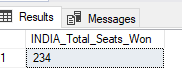 Results Messages
INDIA_Total_Seats_Won
1 234